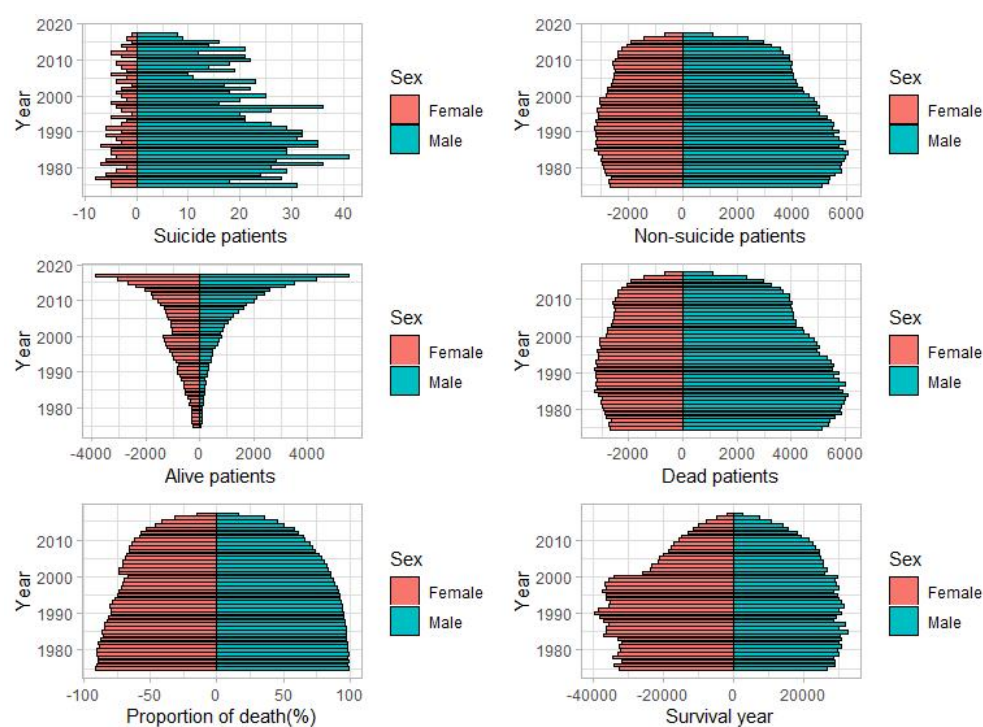 2020
2010
2000
1990
1980
Year
-10 0 10 20 30 40
Suicide patients
Sex
Female
Male
2020
2010
2000
1990
1980
Year
-2000 0 2000 4000 6000
Non-suicide patients
Sex
Female
Male
2020
2010
2000
1990
1980
Year
-4000 -2000 0 2000 4000
Alive patients
Sex
Female
Male
2010
2000
1990
1980
Year
-2000 0 2000 4000 6000
Dead patients
Sex
Female
Male
2010
2000
1990
1980
Year
-100 -50 0 50 100
Proportion of death(%)
Sex
Female
Male
2010
2000
1990
1980
Year
-40000 -20000 0 20000
Survival year
Sex
Female
Male